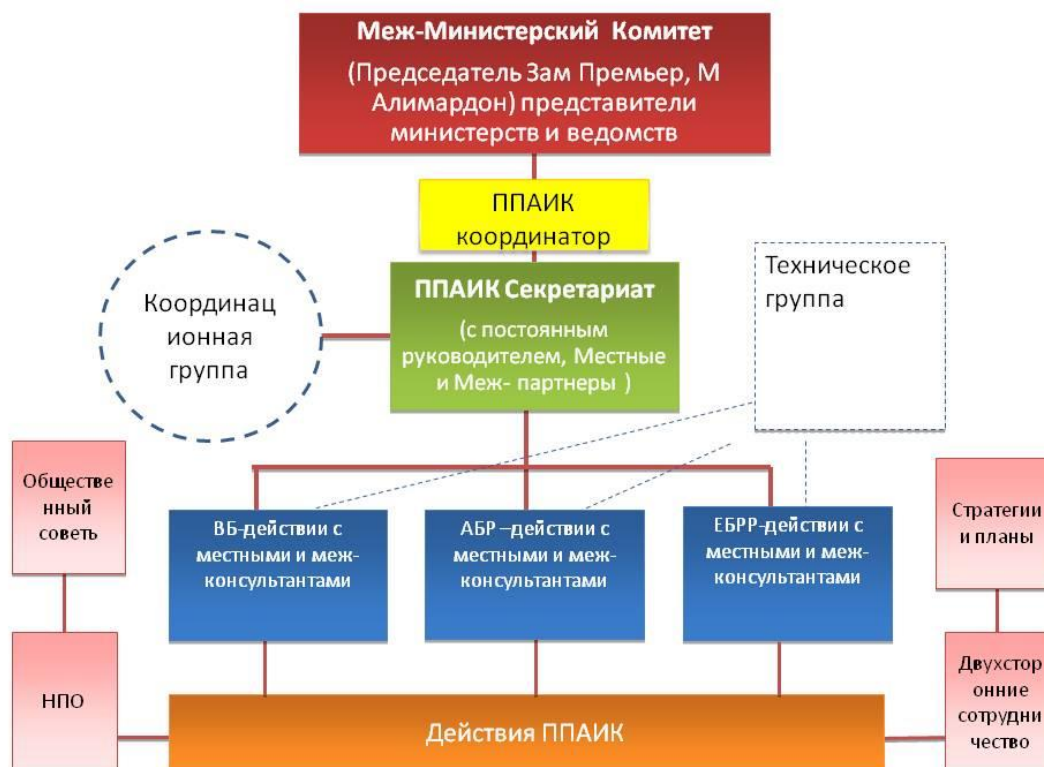 Меж-Министерский Комитет
(Председатель Зам Премьер, М
Алимардон) представители
министерств и ведомств
ППАИК
координатор
ППАИК Секретариат
(с постоянным
руководителем, Местные
и Меж- партнеры )
Координац
ионная
группа
Техническое
группа
Обществе
нный
советь
НПО
ВБ-действии с
местными и меж-
консультантами
АБР –действии с
местными и меж-
консультантами
ЕБРР-действии с
местными и меж-
консультантами
Стратегии
и планы
Двухстор
онние
сотрудни
чество
Действия ППАИК